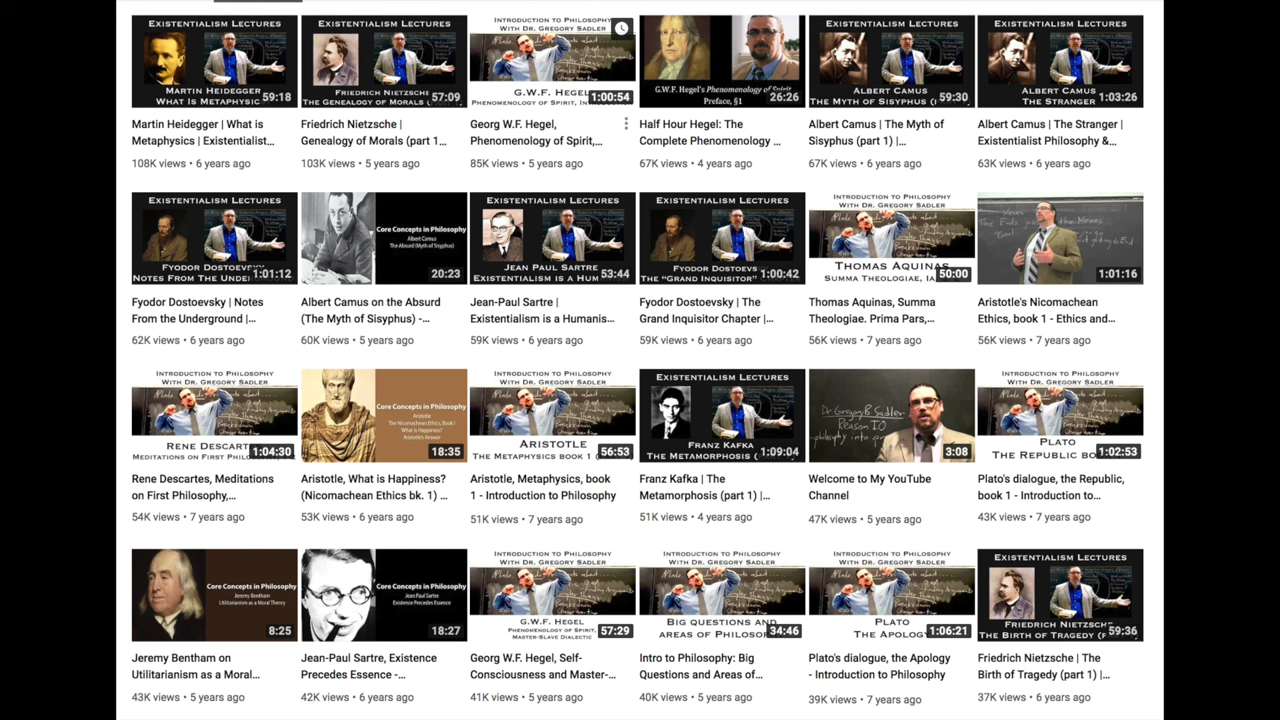 EXISTENTIALISM LECTURES
MARTIN HEIDEGGER
WHAT IS METAPHYSIC
59:18
Martin Heidegger | What is
Metaphysics | Existentialist...
108K views • 6 years ago
EXISTENTIALISM LECTURES
FRIEDRICH NIETZSCHE
THE GENEALOGY OF MORALS (
57:09
Friedrich Nietzsche |
Genealogy of Morals (part 1...
103K views • 5 years ago
INTRODUCTION TO PHILOSOPHY
WITH DR. GREGORY SADLER
G.W.F. HEGEL
PHENOMENOLOGY OF SPIRIT,
1:00:54
Georg W.F. Hegel,
Phenomenology of Spirit,...
85K views • 5 years ago
G.W.F. Hegel's Phenomenology of Spirit
Preface, §1
26:26
Half Hour Hegel: The
Complete Phenomenology ...
67K views • 4 years ago
EXISTENTIALISM LECTURES
ALBERT CAMUS
THE MYTH OF SISYPHUS (
59:30
Albert Camus | The Myth of
Sisyphus (part 1) |...
67K views • 6 years ago
EXISTENTIALISM LECTURES
ALBERT CAMUS
THE STRANGER
1:03:26
Albert Camus | The Stranger |
Existentialist Philosophy &...
63K views • 6 years ago
EXISTENTIALISM LECTURES
FYODOR DOSTOEVSKY
NOTES FROM THE UNDE
1:01:12
Fyodor Dostoevsky | Notes
From the Underground |...
62K views • 6 years ago
Core Concepts in Philosophy
Albert Camus
The Absurd (Myth of Sisyphus)
20:23
Albert Camus on the Absurd
(The Myth of Sisyphus) -...
60K views • 5 years ago
EXISTENTIALISM LECTURES
JEAN PAUL SARTRE
EXISTENTIALISM IS A HUM
53:44
Jean-Paul Sartre |
Existentialism is a Humanis...
59K views • 6 years ago
EXISTENTIALISM LECTURES
FYODOR DOSTOEVS
THE "GRAND INQUISITOR"
1:00:42
Fyodor Dostoevsky | The
Grand Inquisitor Chapter |...
59K views • 6 years ago
INTRODUCTION TO PHILOSOPHY
WITH DR. GREGORY SADLER
THOMAS AQUINAS
SUMMA THEOLOGIAE, IA
50:00
Thomas Aquinas, Summa
Theologiae. Prima Pars,...
56K views • 7 years ago
1:01:16
Aristotle's Nicomachean
Ethics, book 1 - Ethics and...
56K views • 7 years ago
INTRODUCTION TO PHILOSOPHY
WITH DR. GREGORY SADLER
RENE DESCART
MEDITATIONS ON FIRST PHILO
1:04:30
Rene Descartes, Meditations
on First Philosophy,...
54K views • 7 years ago
Core Concepts in Philosophy
Aristotle
The Nicomachean Ethics, Book I
What is Happiness?
Aristotle's Answer
18:35
Aristotle, What is Happiness?
(Nicomachean Ethics bk. 1) ...
53K views • 6 years ago
INTRODUCTION TO PHILOSOPHY
WITH DR. GREGORY SADLER
ARISTOTLE
THE METAPHYSICS BOOK 1 (
56:53
Aristotle, Metaphysics, book
1 - Introduction to Philosophy
51K views • 7 years ago
EXISTENTIALISM LECTURES
FRANZ KAFKA
THE METAMORPHOSIS (
1:09:04
Franz Kafka | The
Metamorphosis (part 1) |...
51K views • 4 years ago
Dr Gregory B Sadler
Reason IO
philosophy into
3:08
Welcome to My YouTube
Channel
47K views • 5 years ago
INTRODUCTION TO PHILOSOPHY
WITH DR. GREGORY SADLER
PLATO
THE REPUBLIC BO
1:02:53
Plato's dialogue, the Republic,
book 1 - Introduction to...
43K views • 7 years ago
Core Concepts in Philosophy
Jeremy Bentham
Utilitarianism as a Moral Theory
8:25
Jeremy Bentham on
Utilitarianism as a Moral...
43K views • 5 years ago
Core Concepts in Philosophy
Jean Paul Sartre
Existence Precedes Essence
18:27
Jean-Paul Sartre, Existence
Precedes Essence -...
42K views • 6 years ago
INTRODUCTION TO PHILOSOPHY
WITH DR. GREGORY SADLER
G.W.F. HEGEL
PHENOMENOLOGY OF SPIRIT,
MASTER-SLAVE DIALECTIC
57:29
Georg W.F. Hegel, Self-
Consciousness and Master-...
41K views • 5 years ago
INTRODUCTION TO PHILOSOPHY
WITH DR. GREGORY SADLER
BIG QUESTIONS AND
AREAS OF PHILOSO
34:46
Intro to Philosophy: Big
Questions and Areas of...
40K views • 5 years ago
INTRODUCTION TO PHILOSOPHY
WITH DR. GREGORY SADLER
PLATO
THE APOLOGY
1:06:21
Plato's dialogue, the Apology
- Introduction to Philosophy
39K views • 7 years ago
EXISTENTIALISM LECTURES
FRIEDRICH NIETZSCHE
THE BIRTH OF TRAGEDY (
59:36
Friedrich Nietzsche | The
Birth of Tragedy (part 1) |...
37K views • 6 years ago